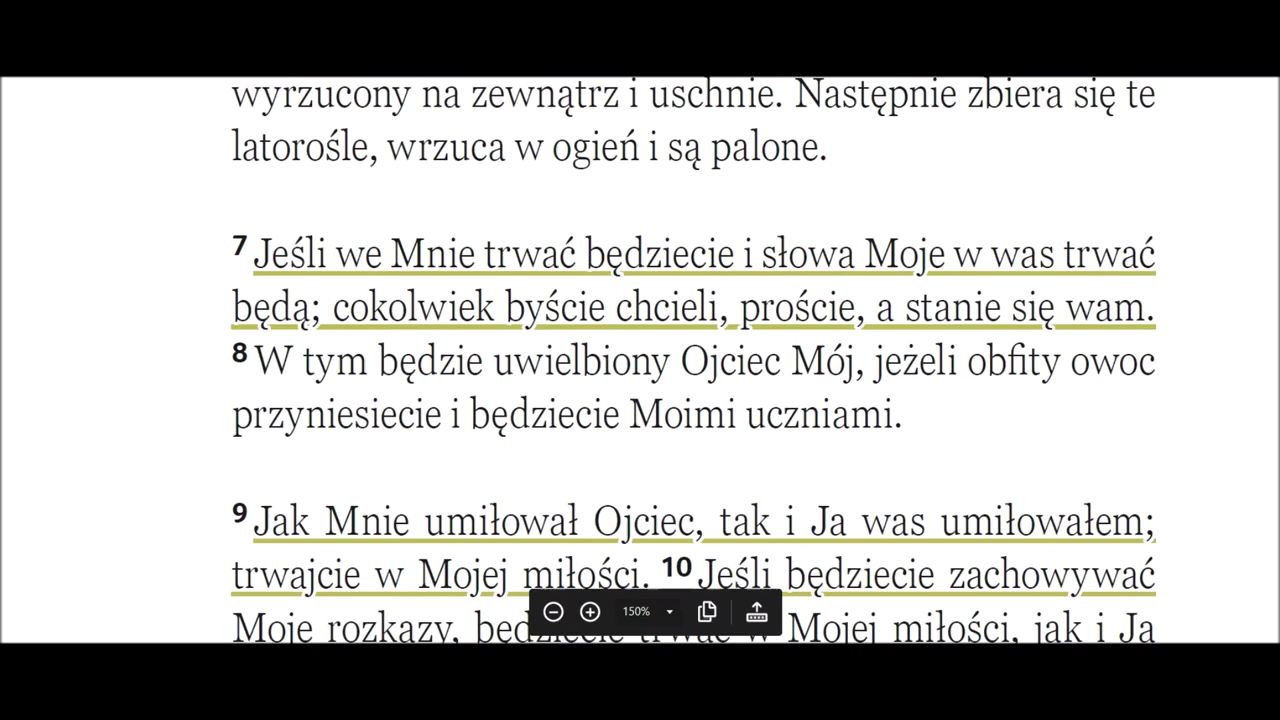 wyrzucony na zewnątrz i uschnie. Następnie zbiera się te
latorośle, wrzuca w ogień i są palone.
7 Jeśli we Mnie trwać będziecie i słowa Moje w was trwać
będą; cokolwiek byście chcieli, proście, a stanie się wam.
8 W tym będzie uwielbiony Ojciec Mój, jeżeli obfity owoc
przyniesiecie i będziecie Moimi uczniami.
9 Jak Mnie umiłował Ojciec, tak i Ja was umiłowałem;
trwajcie w Mojej miłości. 10 Jeśli będziecie zachowywać
Moje rozkazy, będziecie trwać w Mojej miłości, jak i Ja
150%